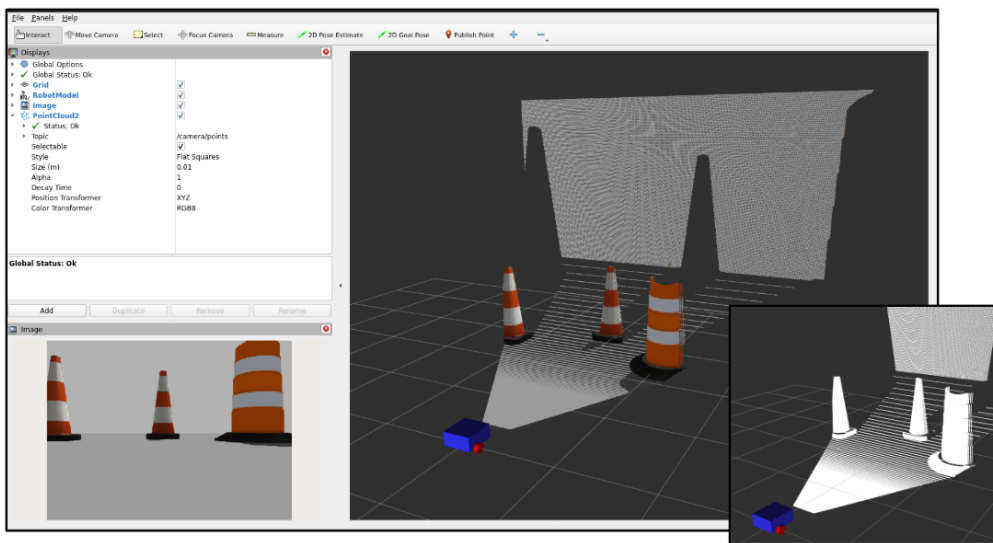 File Panels Help
Interact Move Camera Select Focus Camera Measure 2D Pose Estimate 2D Goal Pose Publish Point
Displays
Global Options
Global Status: Ok
Grid
RobotModel
Image
PointCloud2
Status: Ok
Topic /camera/points
Selectable
Style Flat Squares
Size (m) 0.01
Alpha 1
Decay Time 0
Position Transformer XYZ
Color Transformer RGB8
Global Status: Ok
Add Duplicate Remove Rename
Image